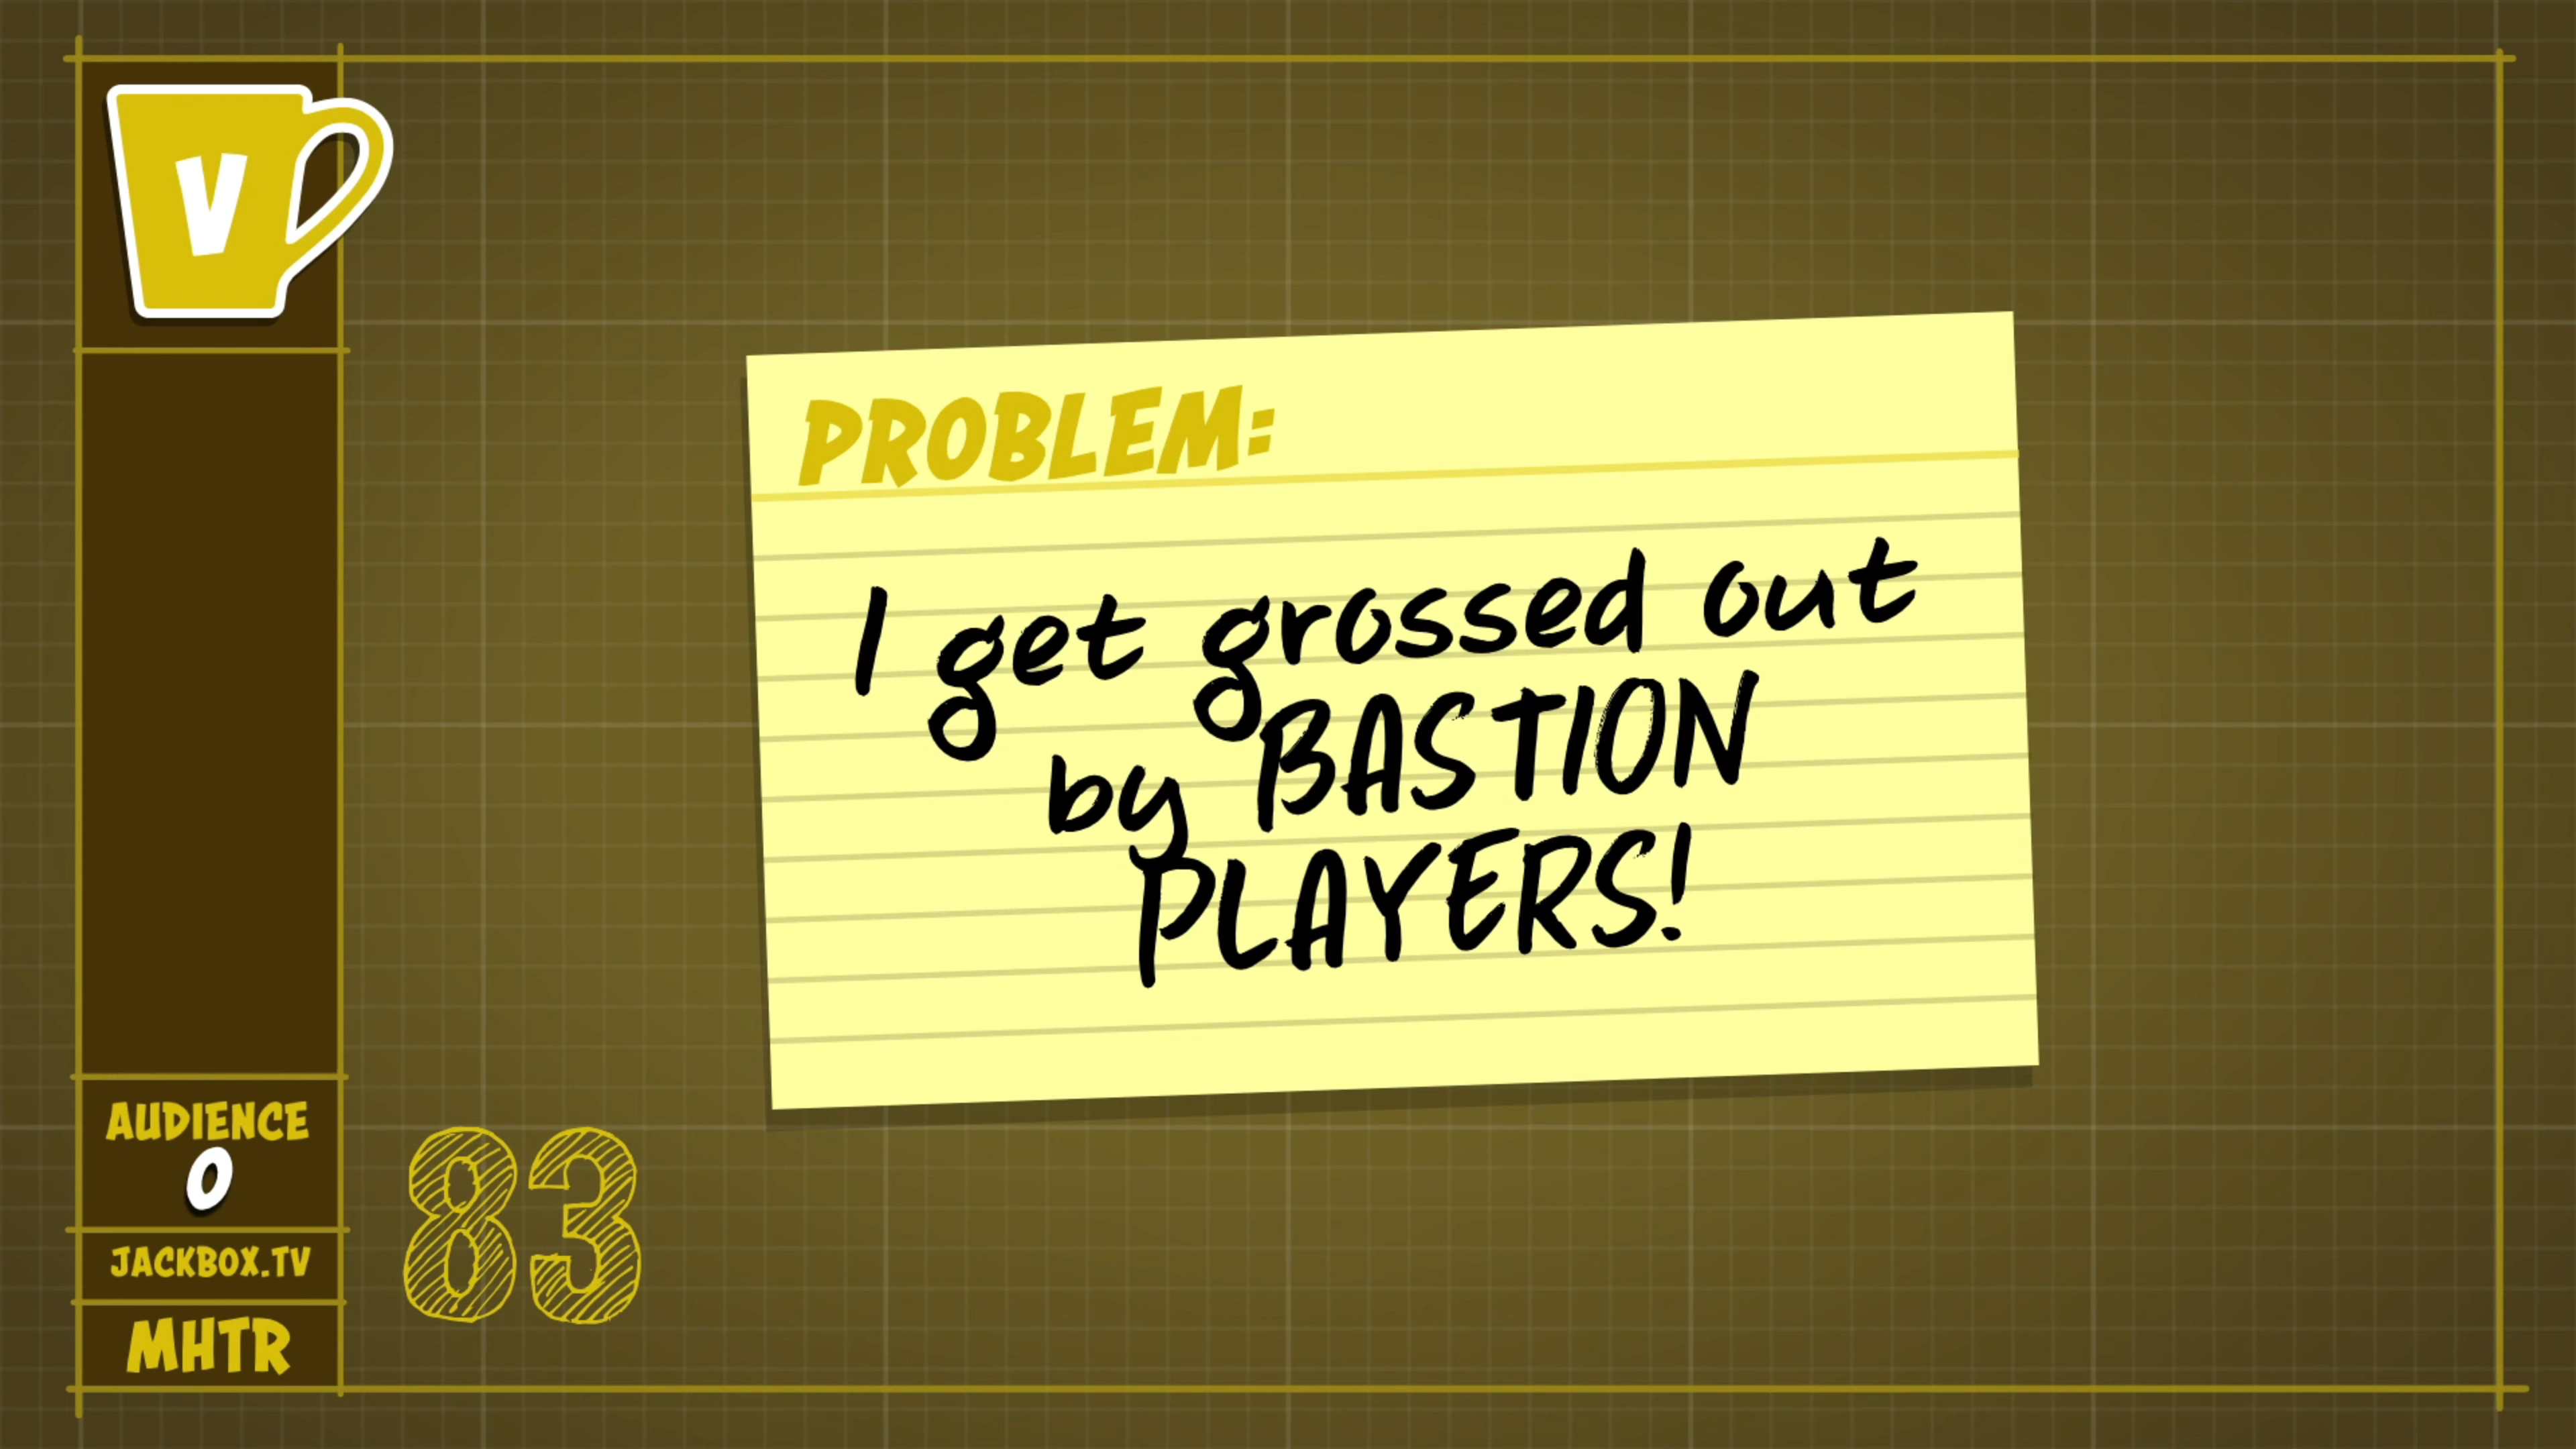 V
PROBLEM:
I get grossed out
by BASTION
PLAYERS!
AUDIENCE
0
JACKBOX.TV
MHTR
83